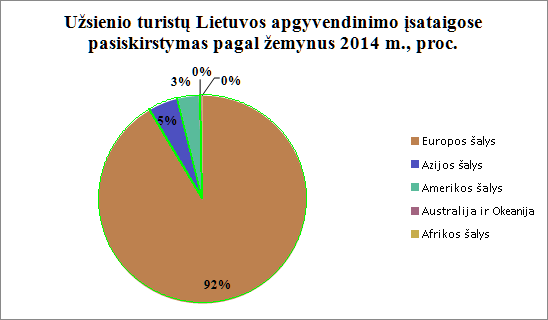 Užsienio turistų Lietuvos apgyvendinimo įsataigose
pasiskirstymas pagal žemynus 2014 m., proc.
0%
3%
0%
5%
92%
Europos šalys
Azijos šalys
Amerikos šalys
Australija ir Okeanija
Afrikos šalys